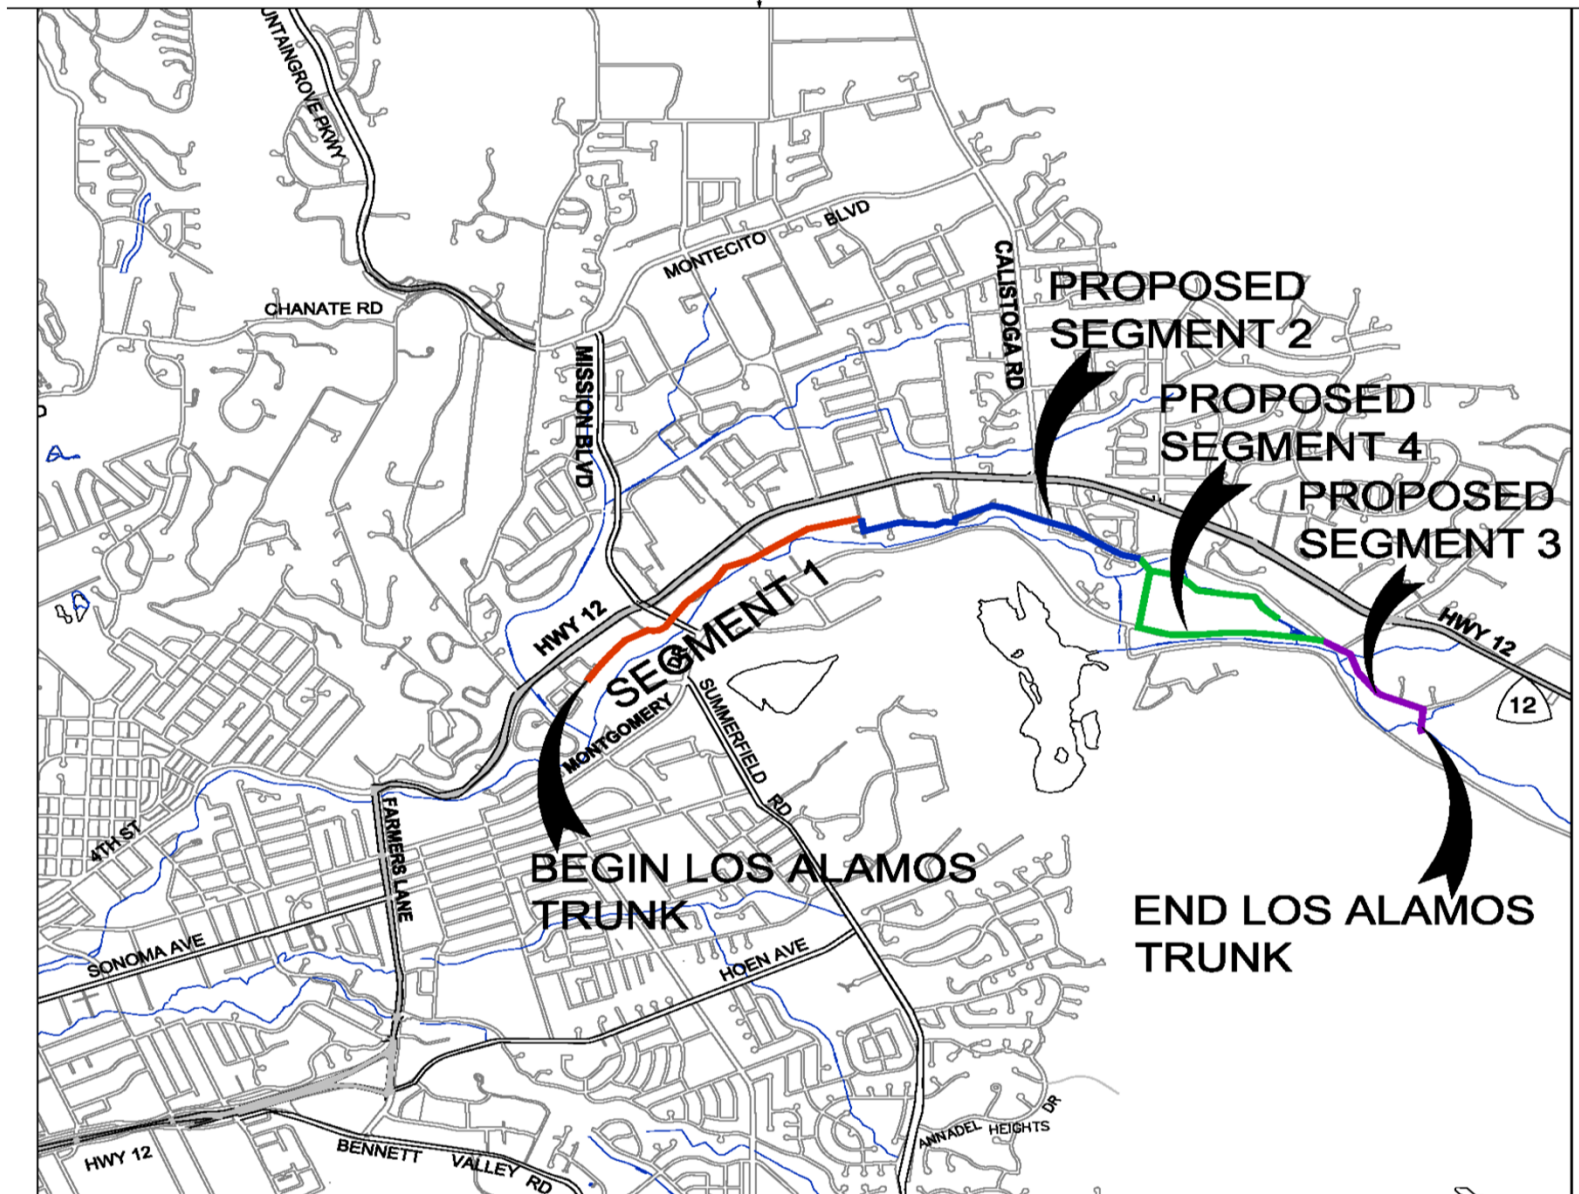 UNTAINGROVE PKWY
CHANATE RD
MONTECITO BLVD
CALISTOGA RD
MISSION BLVD
PROPOSED
SEGMENT 2
PROPOSED
SEGMENT 4
PROPOSED
SEGMENT 3
HWY 12
SEGMENT 1
HWY 12
12
MONTGOMERY
DR
SUMMERFIELD RD
4TH ST
FARMERS LANE
BEGIN LOS ALAMOS
TRUNK
END LOS ALAMOS
TRUNK
SONOMA AVE
HOEN AVE
ANNADEL HEIGHTS DR
HWY 12
BENNETT VALLEY RD